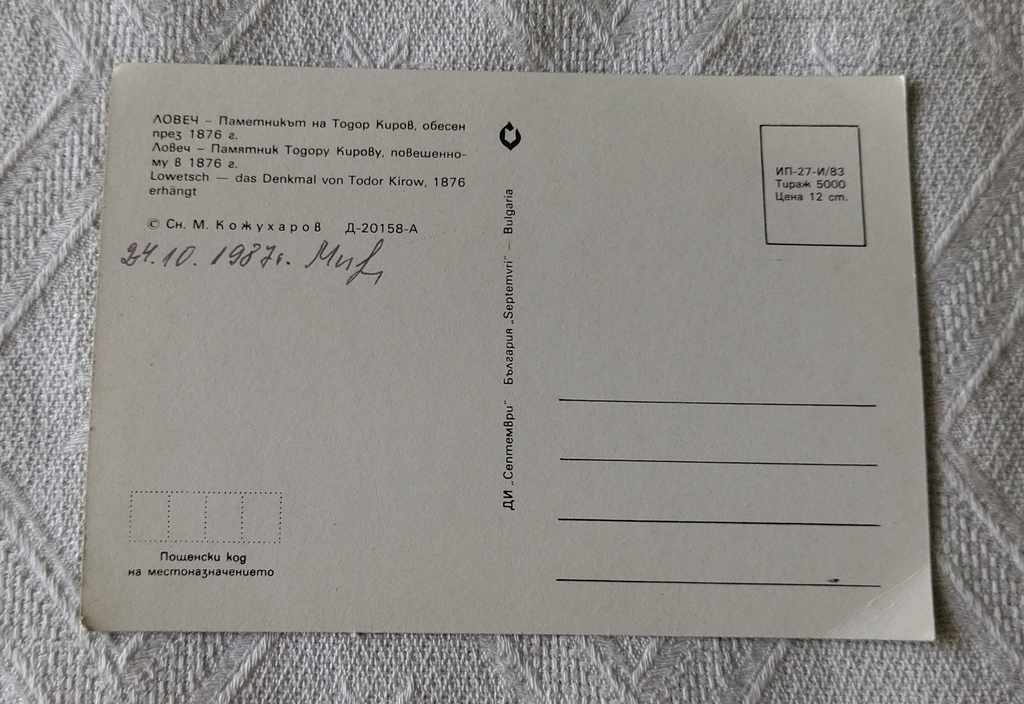 ЛОВЕЧ – Паметникът на Тодор Киров, обесен
през 1876 г.
Ловеч – Памятник Тодору Кирову, повешенно-
му в 1876 г.
Lowetsch — das Denkmal von Todor Kirow, 1876
erhängt
© Сн. М. Кожухаров Д-20158-А
24.10. 1987г.
ДИ „Септември“ България „Septemvri“ — Bulgaria
ИП-27-И/83
Тираж 5000
Цена 12 ст.
Пощенски код
на местоназначението